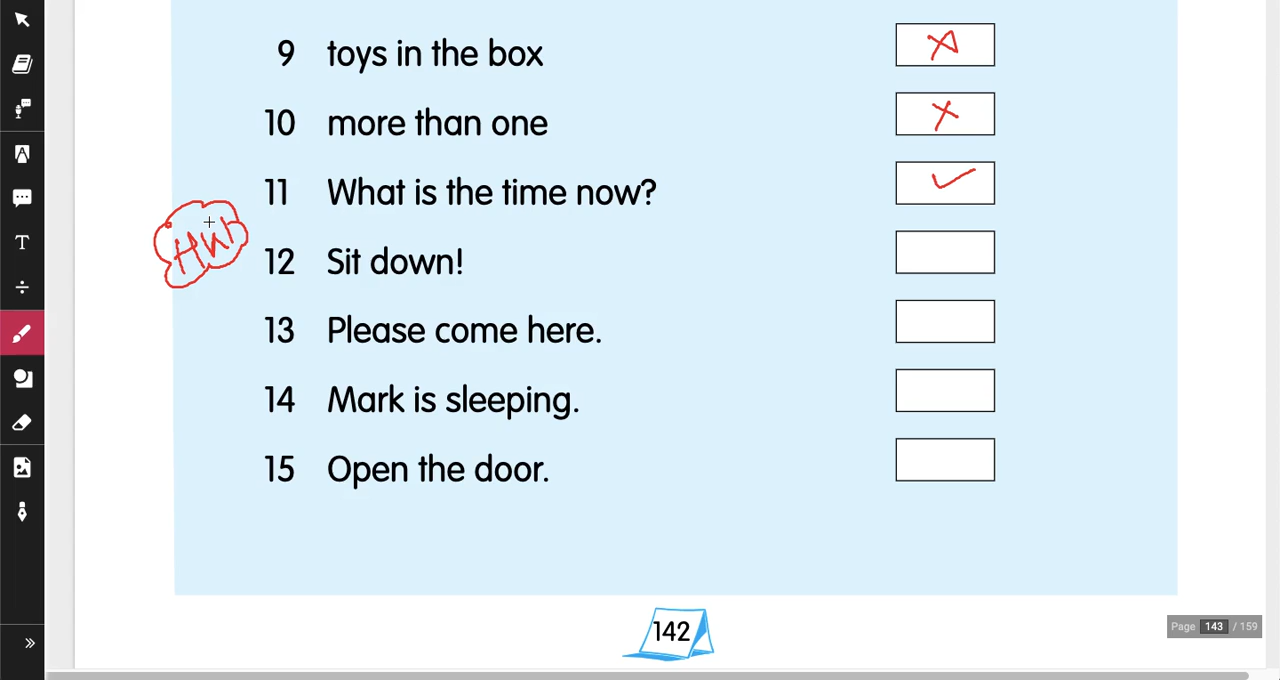 9 toys in the box
10 more than one
11 What is the time now?
12 Sit down!
13 Please come here.
14 Mark is sleeping.
15 Open the door.
142
Page 143 / 159